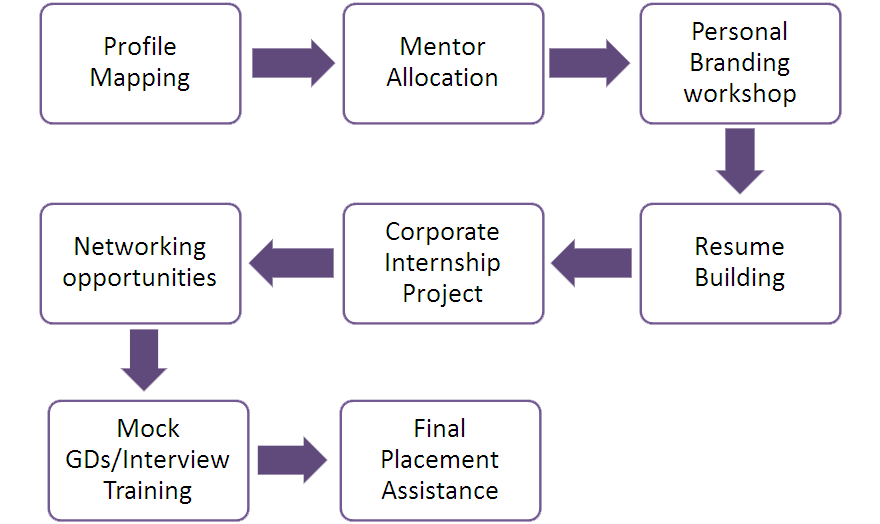 Profile
Mapping
Mentor
Allocation
Personal
Branding
workshop
Resume
Building
Corporate
Internship
Project
Networking
opportunities
Mock
GDs/Interview
Training
Final
Placement
Assistance